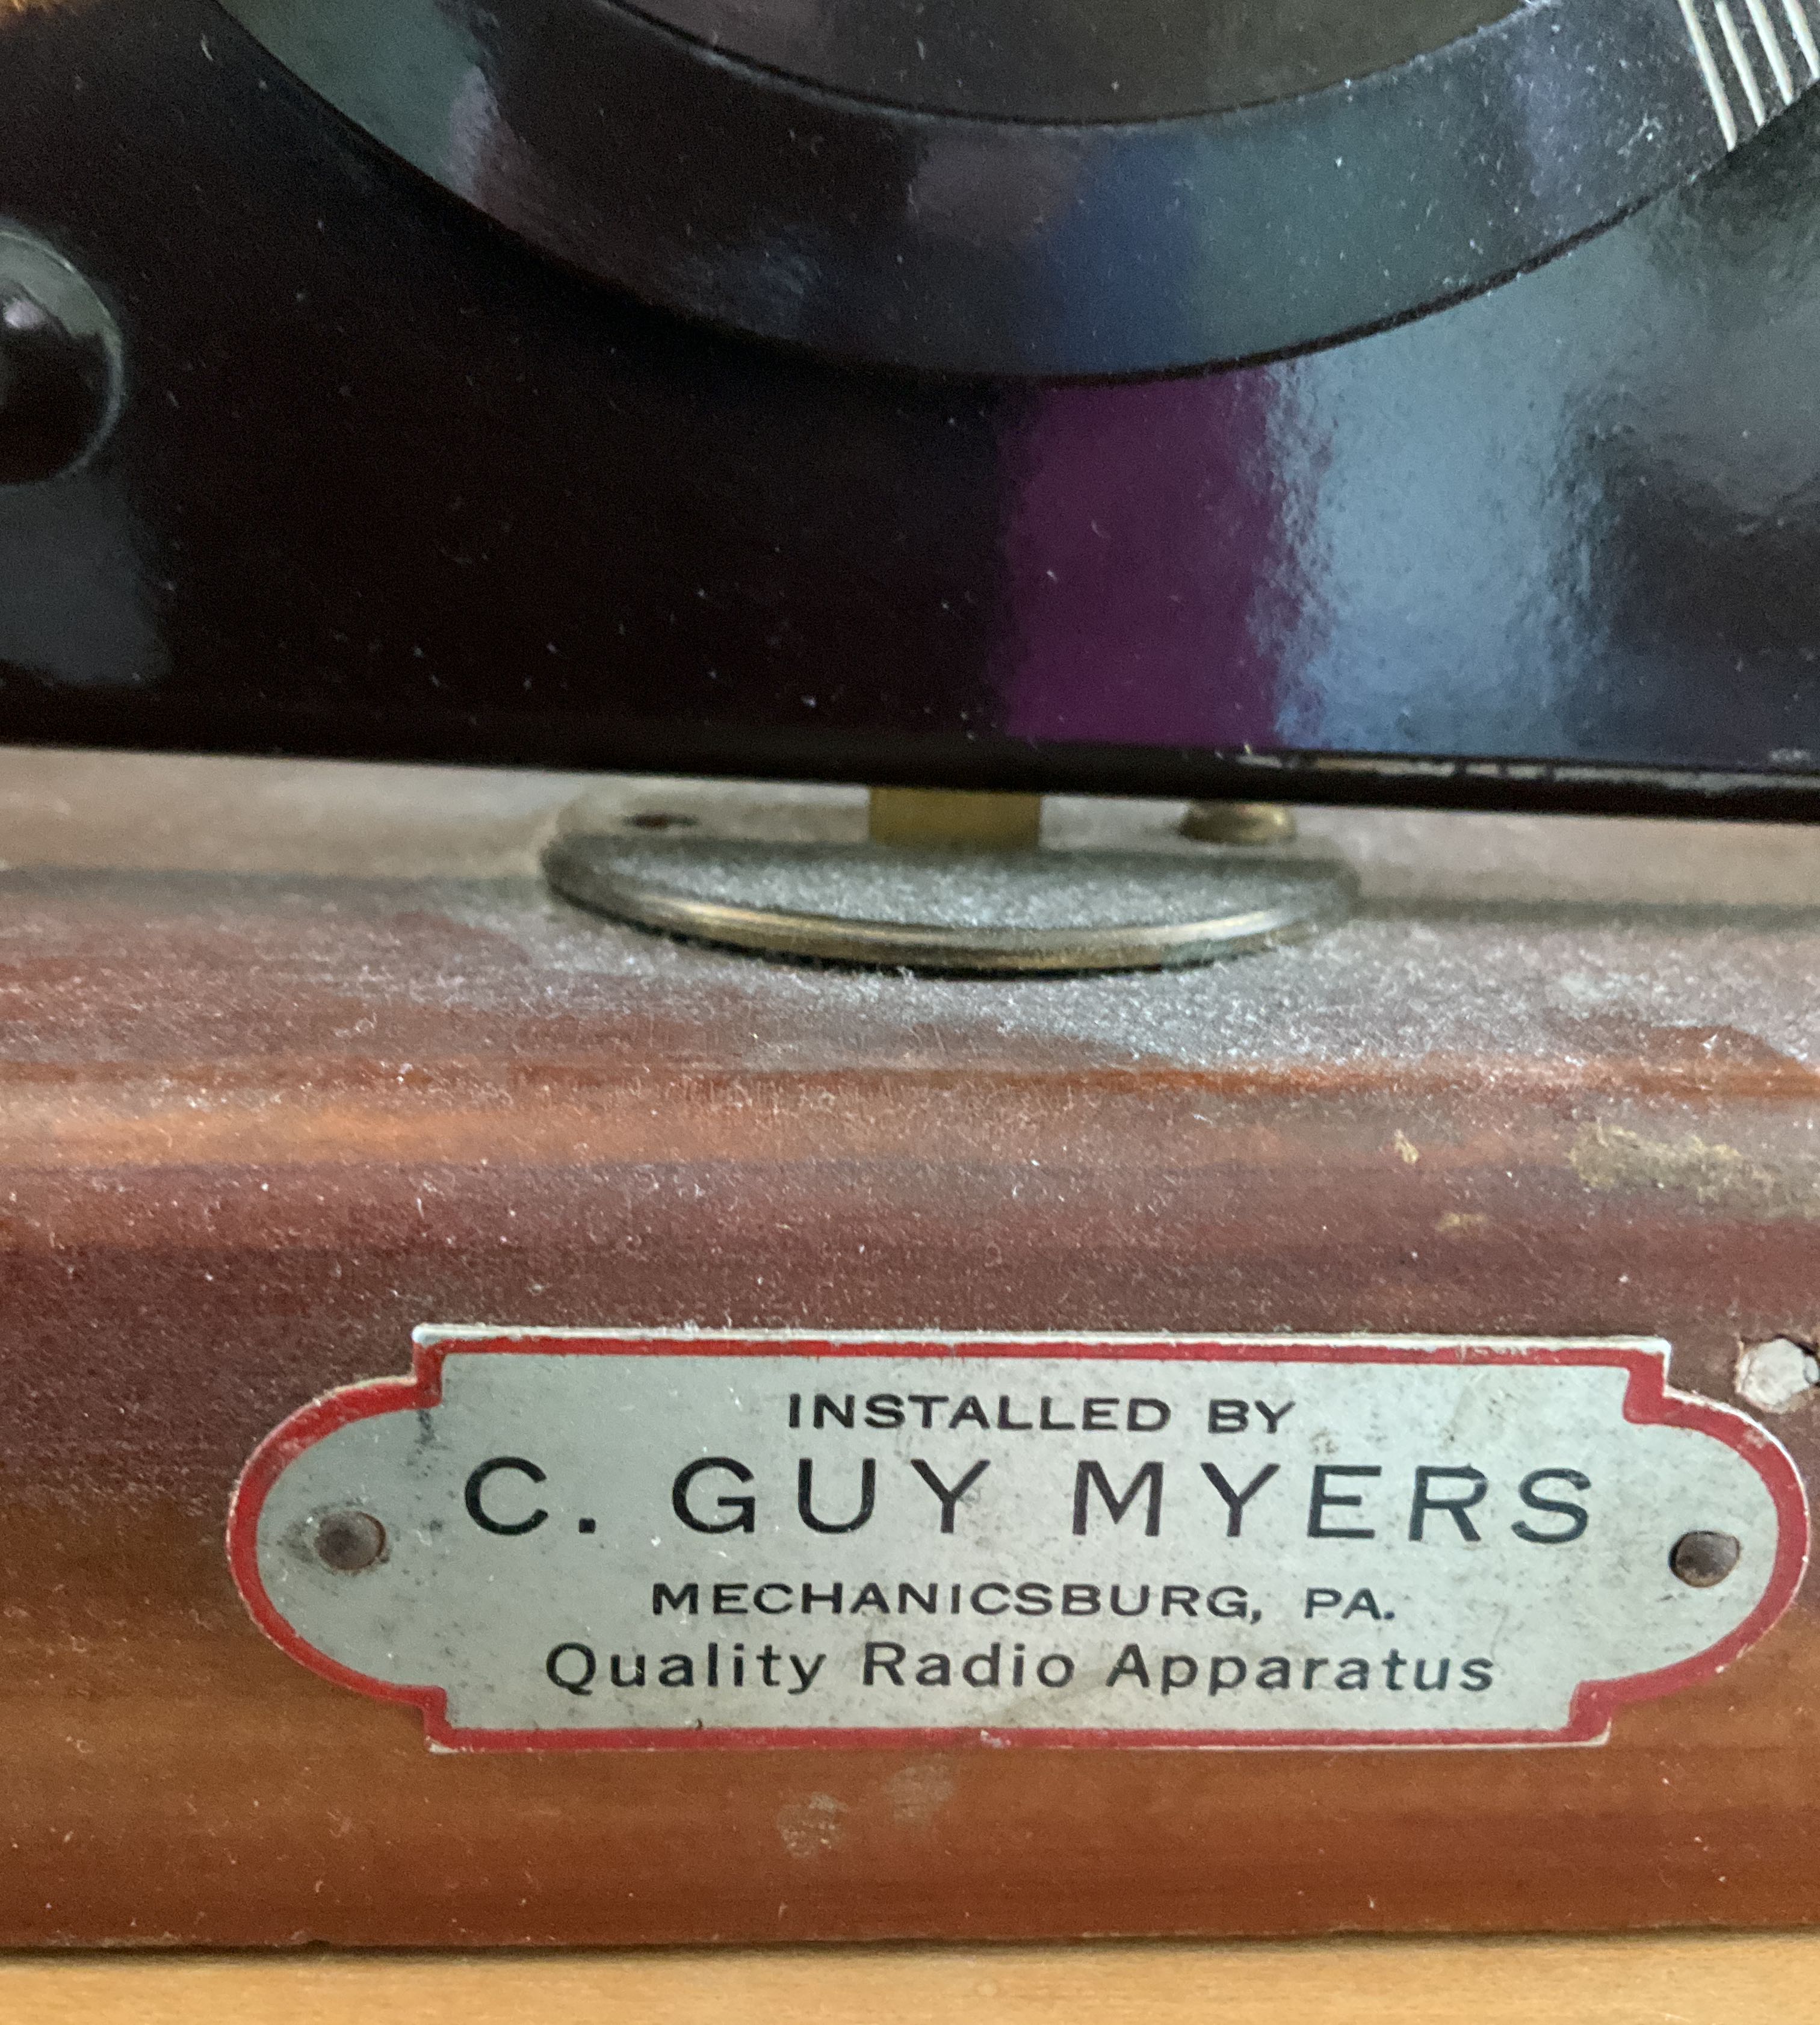 INSTALLED BY
C. GUY MYERS
MECHANICSBURG, PA.
Quality Radio Apparatus